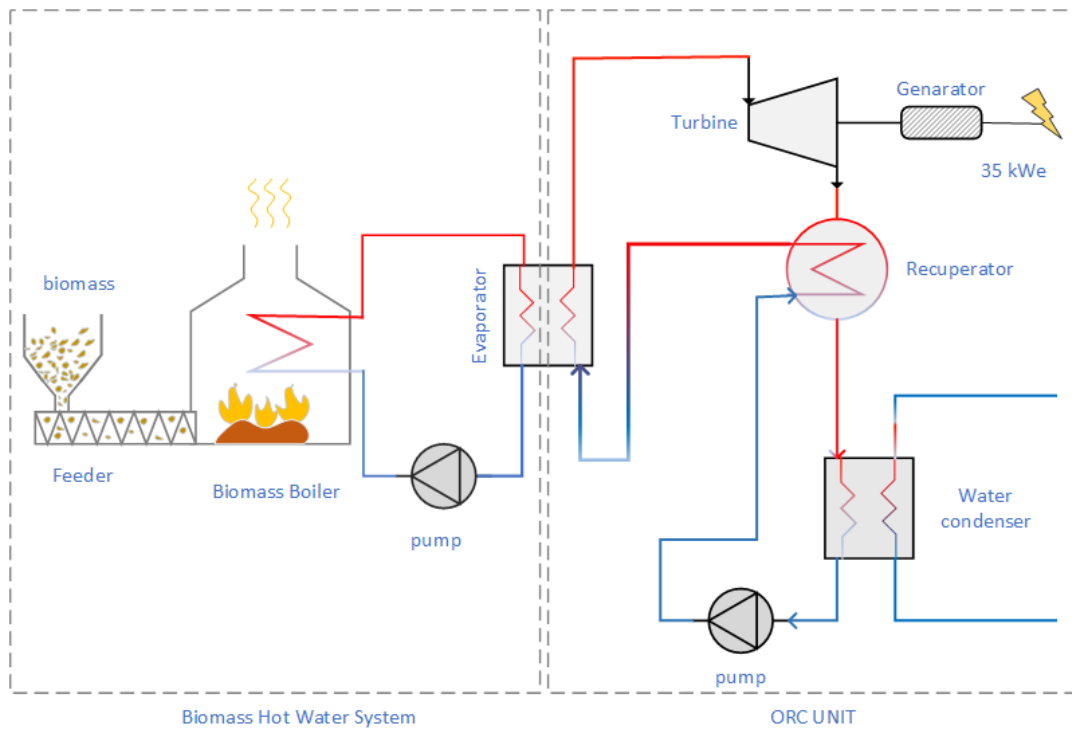 Genarator
Turbine
35 kWe
Recuperator
biomass
Evaporator
Feeder
Biomass Boiler
pump
Water
condenser
pump
Biomass Hot Water System
ORC UNIT